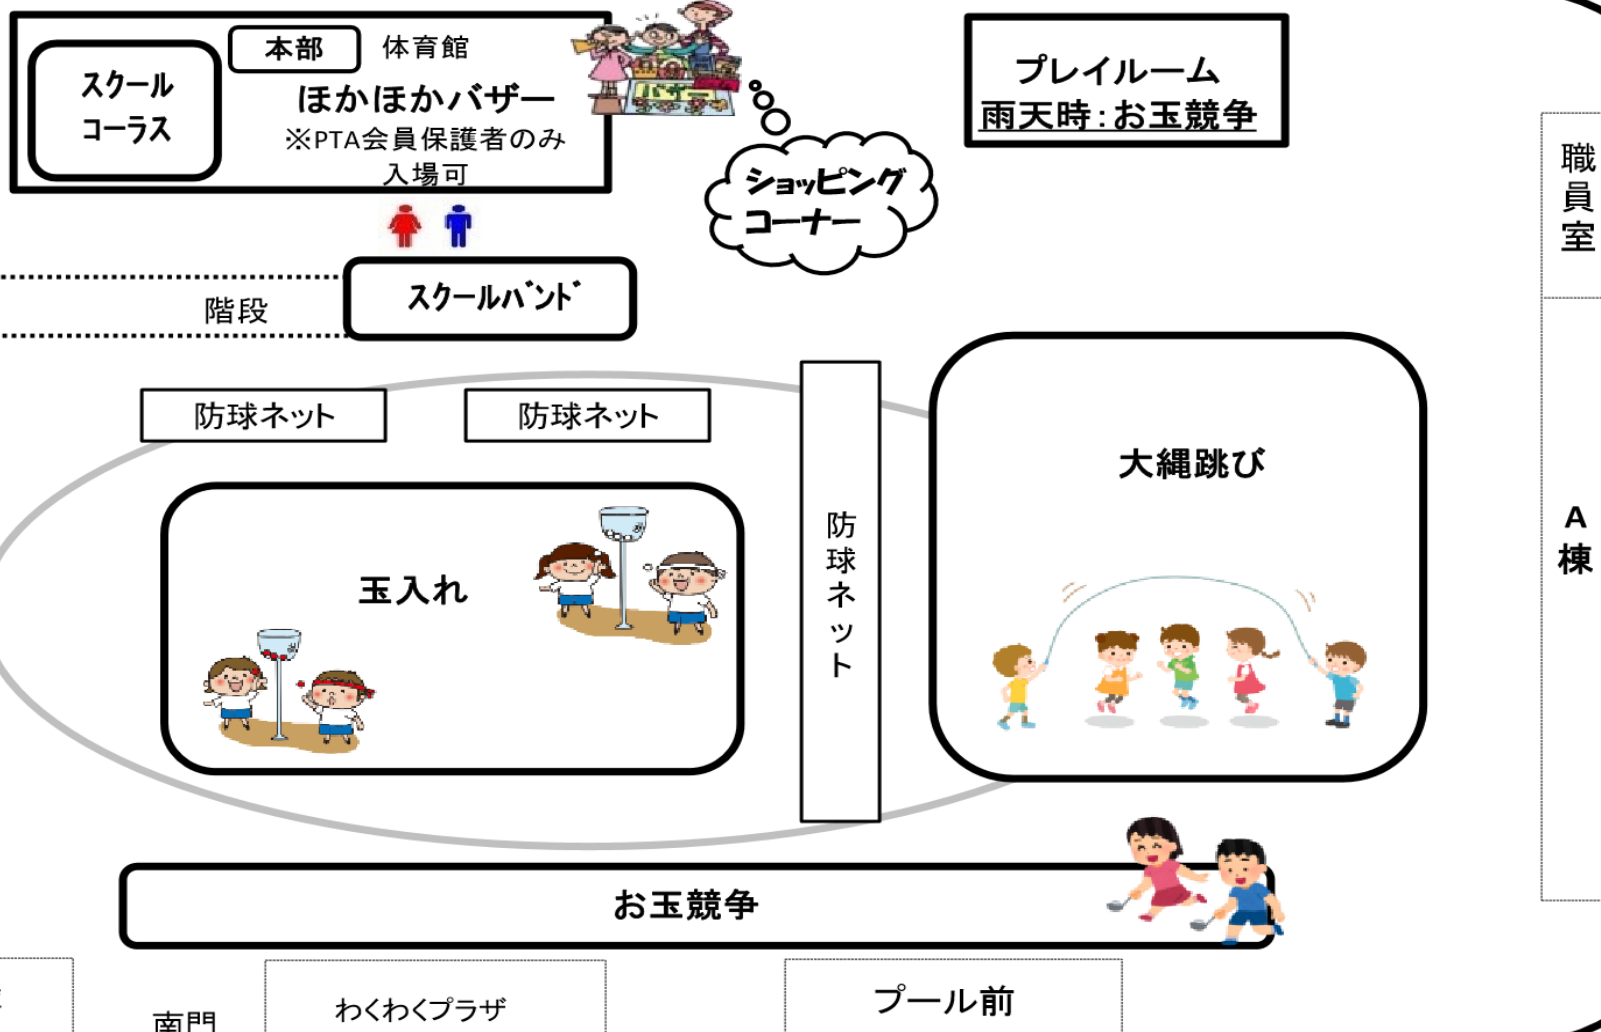 本部
体育館
スクール
コーラス
ほかほかバザー
※PTA会員保護者のみ
入場可
バザー
ショッピング
コーナー
プレイルーム
雨天時：お玉競争
職員室
階段
スクールバンド
防球ネット
防球ネット
防球ネット
玉入れ
大縄跳び
A棟
お玉競争
南門
わくわくプラザ
プール前